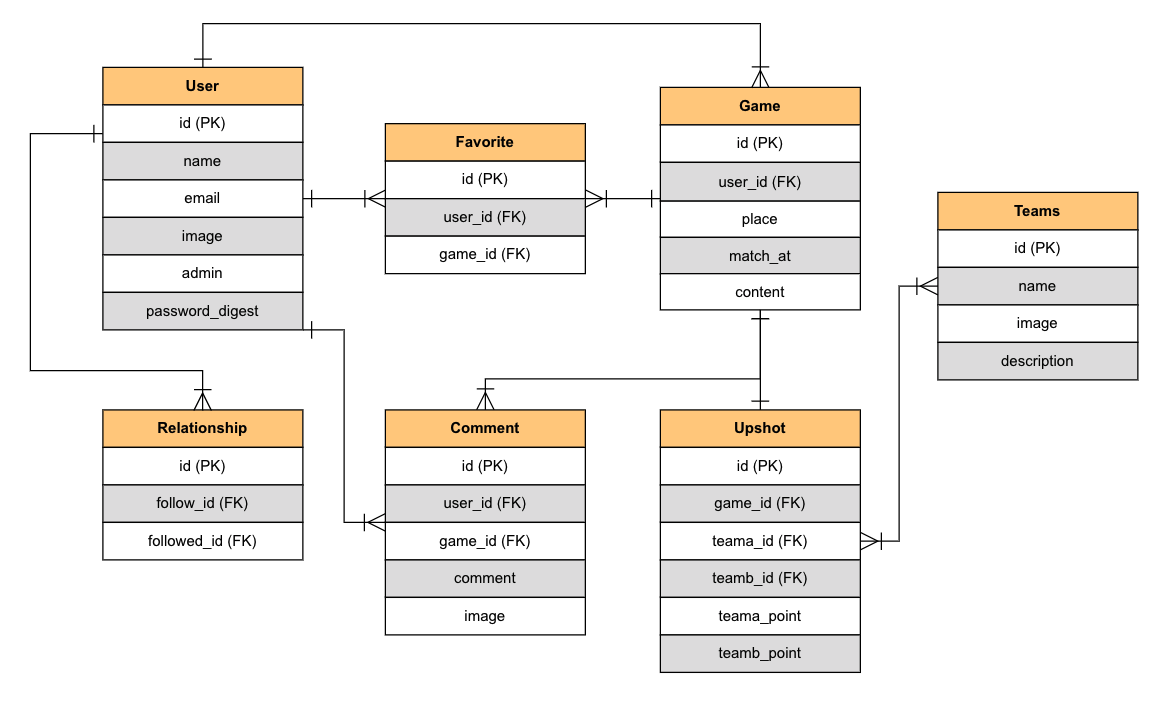 User
id (PK)
name
email
image
admin
password_digest
Favorite
id (PK)
user_id (FK)
game_id (FK)
Game
id (PK)
user_id (FK)
place
match_at
content
Teams
id (PK)
name
image
description
Relationship
id (PK)
follow_id (FK)
followed_id (FK)
Comment
id (PK)
user_id (FK)
game_id (FK)
comment
image
Upshot
id (PK)
game_id (FK)
teama_id (FK)
teamb_id (FK)
teama_point
teamb_point